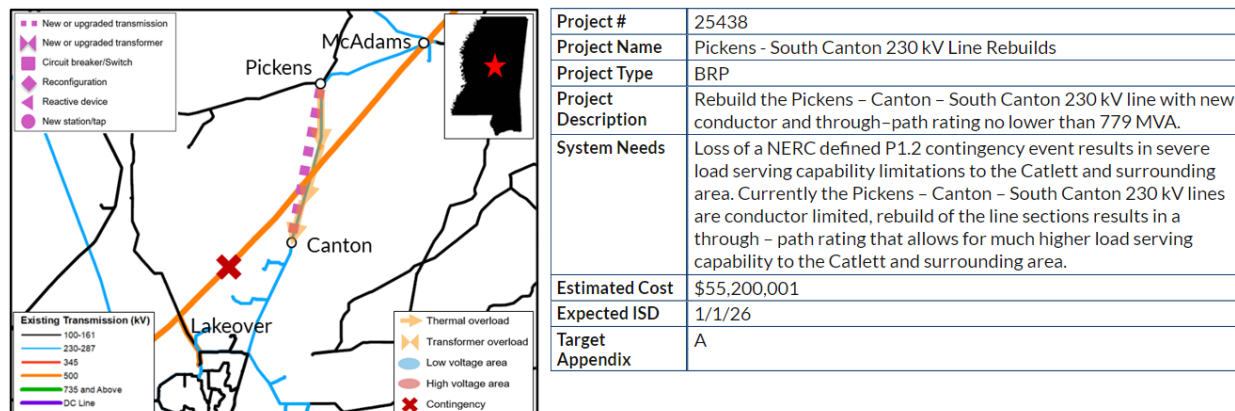 New or upgraded transmission
New or upgraded transformer
Circuit breaker/Switch
Reconfiguration
Reactive device
New station/tap
McAdams
Pickens
Canton
Lakeover
Existing Transmission (kV)
100-161
230-287
345
500
735 and Above
DC Line
Thermal overload
Transformer overload
Low voltage area
High voltage area
Contingency
Project # 25438
Project Name Pickens - South Canton 230 kV Line Rebuilds
Project Type BRP
Project Rebuild the Pickens – Canton – South Canton 230 kV line with new
Description conductor and through–path rating no lower than 779 MVA.
System Needs Loss of a NERC defined P1.2 contingency event results in severe
load serving capability limitations to the Catlett and surrounding
area. Currently the Pickens – Canton – South Canton 230 kV lines
are conductor limited, rebuild of the line sections results in a
through – path rating that allows for much higher load serving
capability to the Catlett and surrounding area.
Estimated Cost $55,200,001
Expected ISD 1/1/26
Target A
Appendix